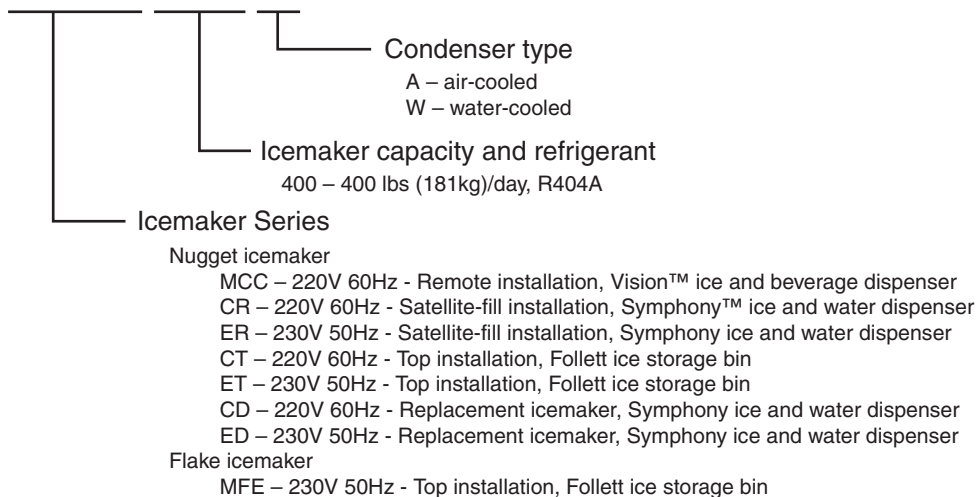 Condenser type
A – air-cooled
W – water-cooled
Icemaker capacity and refrigerant
400 – 400 lbs (181kg)/day, R404A
Icemaker Series
Nugget icemaker
MCC – 220V 60Hz - Remote installation, Vision™ ice and beverage dispenser
CR – 220V 60Hz - Satellite-fill installation, Symphony™ ice and water dispenser
ER – 230V 50Hz - Satellite-fill installation, Symphony ice and water dispenser
CT – 220V 60Hz - Top installation, Follett ice storage bin
ET – 230V 50Hz - Top installation, Follett ice storage bin
CD – 220V 60Hz - Replacement icemaker, Symphony ice and water dispenser
ED – 230V 50Hz - Replacement icemaker, Symphony ice and water dispenser
Flake icemaker
MFE – 230V 50Hz - Top installation, Follett ice storage bin